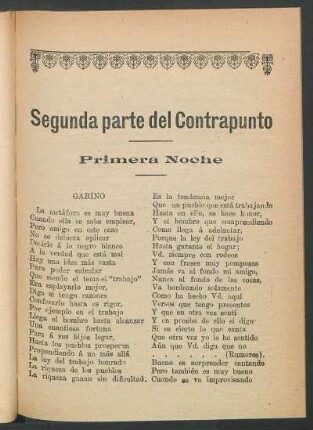 Segunda parte del Contrapunto
Primera Noche
GABINO
La metáfora es muy buena
Cuando ella se sabe emplear,
Pero amigo en este caso
No se debiera aplicar
Decirle á lo negro blanco
A la verdad que está mal
Hay una idea más vasta
Para poder calcular
Que siendo el tema el "trabajo"
Era esplayarlo mejor,
Diga si tengo razones
Confesarlo hasta es rigor,
Por ejemplo en el trabajo
Llega el hombre hasta alcanzar
Una cuantiosa fortuna
Para á sus hijos legar,
Hasta los pueblos prosperan
Propendiendo á un más allá
La ley del trabajo honrado
La riqueza de los pueblos
La riqueza ganan sin dificultad.
Es la tendencia mejor
Que un pueblo que está trabajando
Hasta en ello, se hace honor,
Y el hombre que comprendiendo
Como llega á adelantar,
Porque la ley del trabajo
Hasta garanta el hogar;
Vd. siempre con rodeos
Y con frases muy pomposas
Jamás va al fondo mi amigo,
Nunca al fondo de las cosas,
Va bordeando solamente
Como ha hecho Vd. aquí
Versos que tengo presentes
Y que en otra vez sentí
Y en prueba de ello si digo
Si es cierto lo que canta
Que otra vez yo le he sentido
Aún que Vd. diga que no
. . . . . . (Rumores).
Bueno es sorprender cantando
Pero también es muy bueno
Cuando se va improvisando